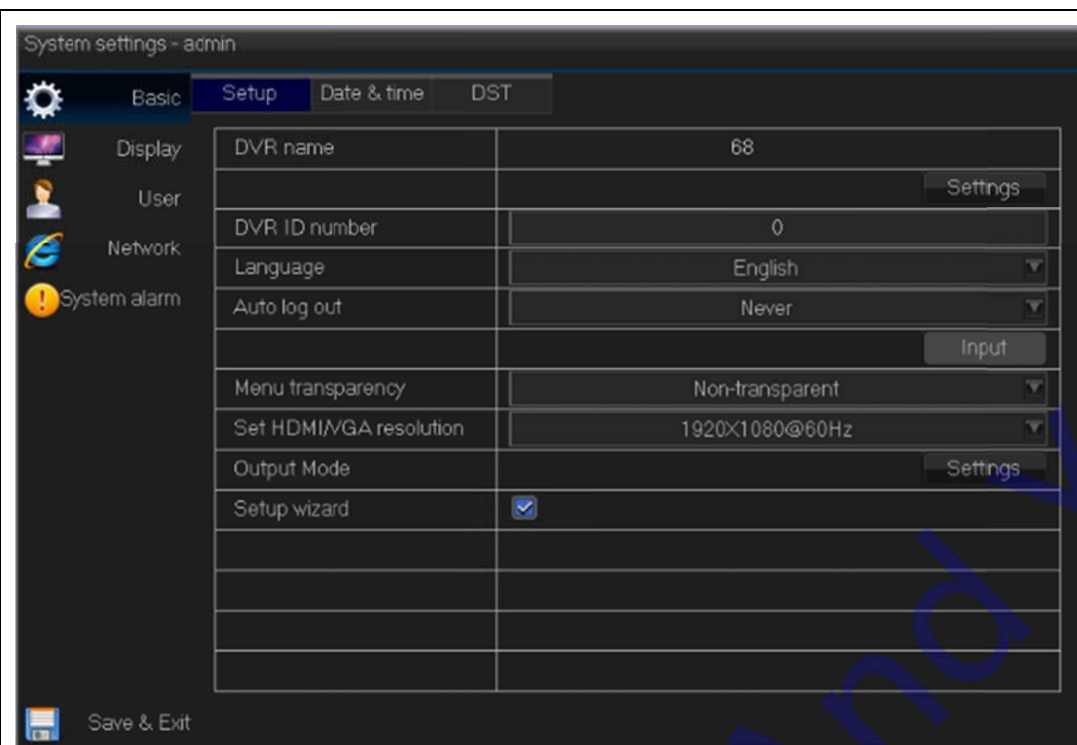 System settings - admin
Basic
Setup Date & time DST
Display
User
Network
System alarm
DVR name 68
Settings
DVR ID number 0
Language English
Auto log out Never
Input
Menu transparency Non-transparent
Set HDMI/VGA resolution 1920X1080@60Hz
Output Mode Settings
Setup wizard
Save & Exit